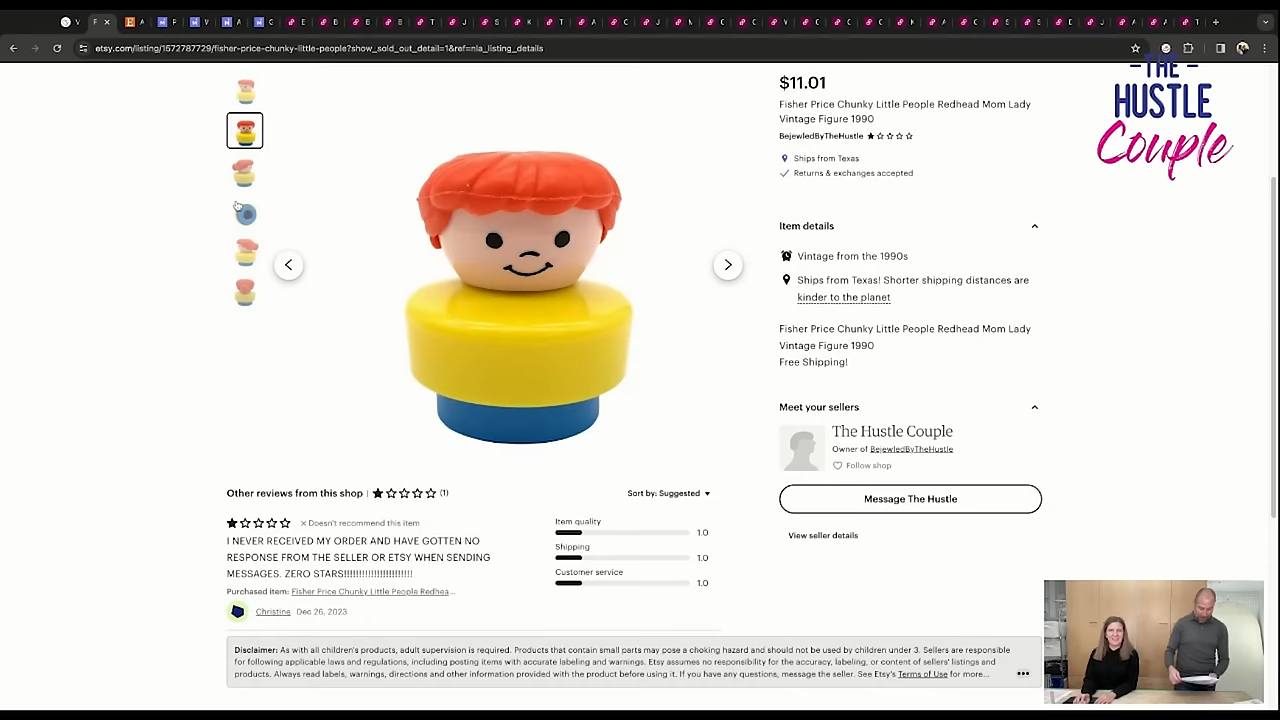 etsy.com/listing/1572787729/fisher-price-chunky-little-people?show_sold_out_detail=1&ref=nla_listing_details
-THE-
HUSTLE
Couple
$11.01
Fisher Price Chunky Little People Redhead Mom Lady
Vintage Figure 1990
BejewledByTheHustle
Ships from Texas
Returns & exchanges accepted
Item details
Vintage from the 1990s
Ships from Texas! Shorter shipping distances are
kinder to the planet
Fisher Price Chunky Little People Redhead Mom Lady
Vintage Figure 1990
Free Shipping!
Meet your sellers
The Hustle Couple
Owner of BejewledByTheHustle
Follow shop
Message The Hustle
View seller details
Other reviews from this shop | (1)
Sort by: Suggested
Doesn't recommend this item
I NEVER RECEIVED MY ORDER AND HAVE GOTTEN NO
RESPONSE FROM THE SELLER OR ETSY WHEN SENDING
MESSAGES. ZERO STARS!!!!!!!!!!!!!!!!!!!!!!!
Purchased item: Fisher Price Chunky Little People Redhea...
Christine Dec 26, 2023
Item quality
1.0
Shipping
1.0
Customer service
1.0
Disclaimer: As with all children's products, adult supervision is required. Products that contain small parts may pose a choking hazard and should not be used by children under 3. Sellers are responsible
for following applicable laws and regulations, including posting items with accurate labeling and warnings. Etsy assumes no responsibility for the accuracy, labeling, or content of sellers' listings and
products. Always read labels, warnings, directions and other information provided with the product before using it. If you have any questions, message the seller. See Etsy's Terms of Use for more...